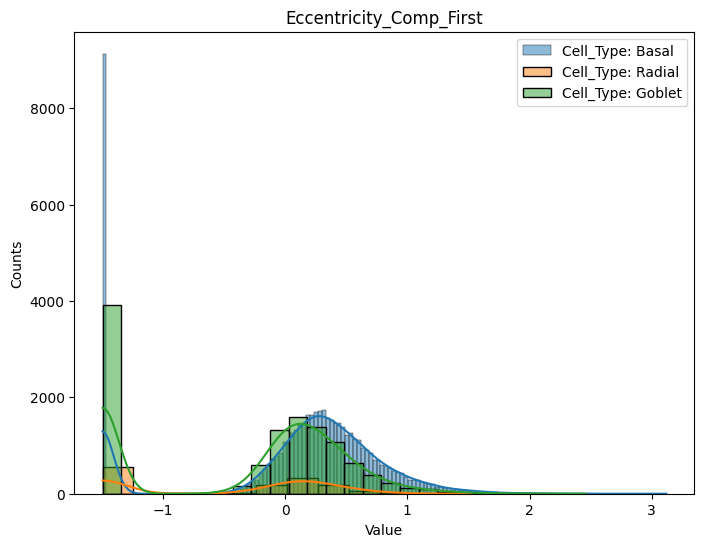 Eccentricity_Comp_First
Cell_Type: Basal
Cell_Type: Radial
Cell_Type: Goblet
Counts
8000
6000
4000
2000
0
−1
0
1
2
3
Value